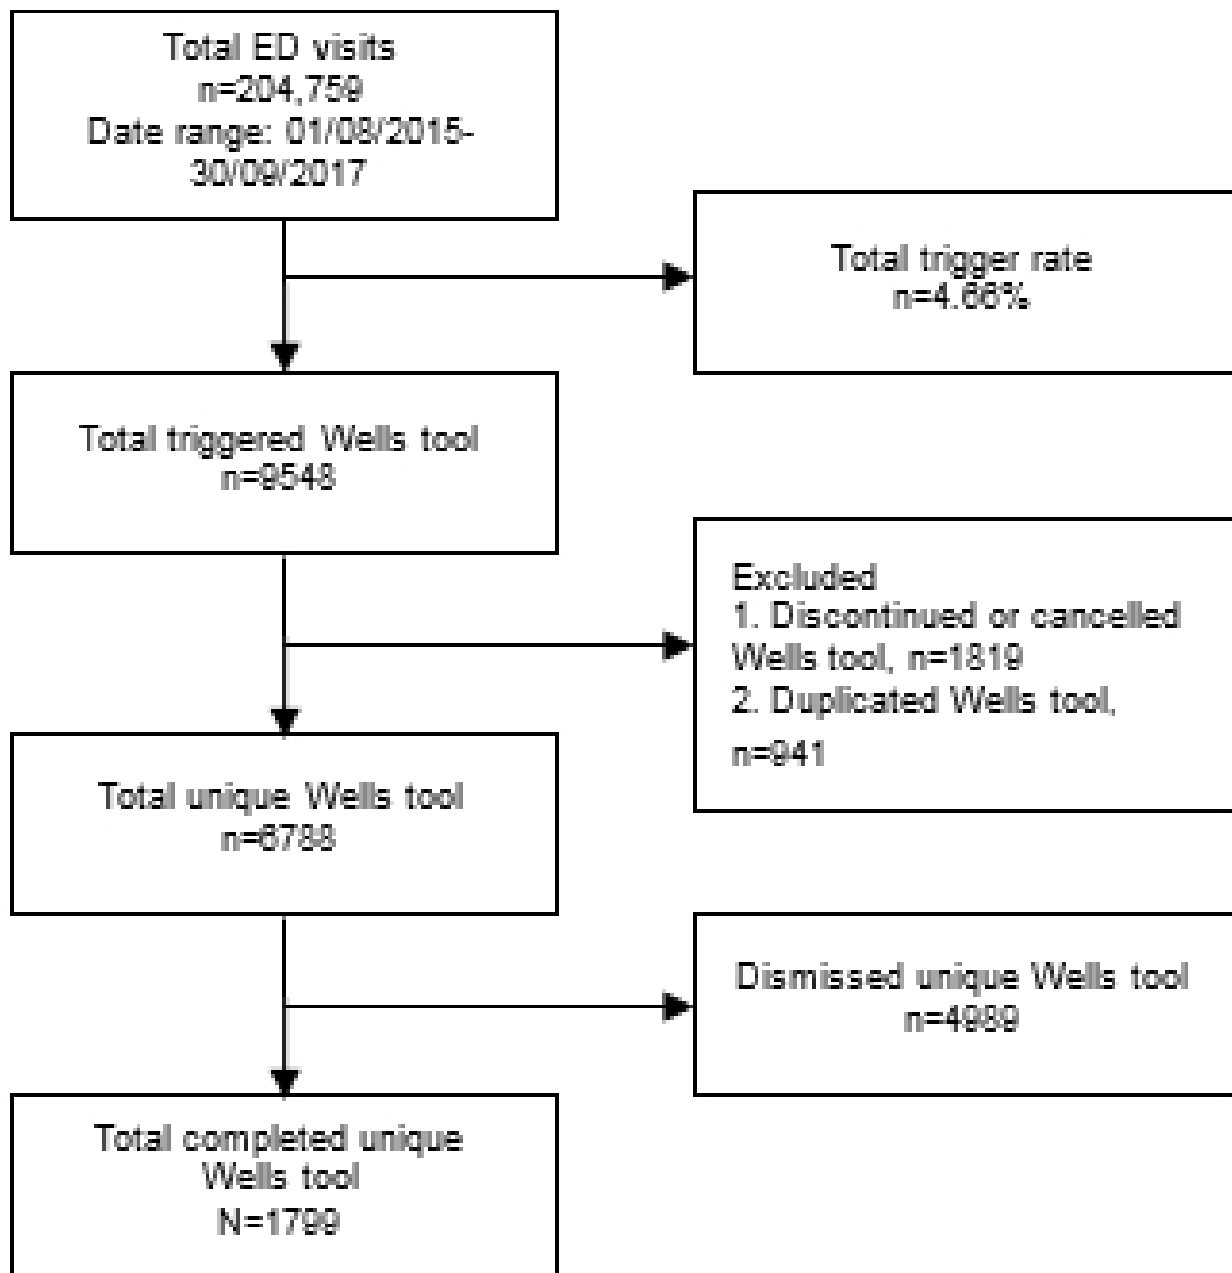 Total ED visits
n=204,759
Date range: 01/08/2015-
30/09/2017
Total trigger rate
n=4.66%
Total triggered Wells tool
n=9548
Excluded
1. Discontinued or cancelled
Wells tool, n=1819
2. Duplicated Wells tool,
n=941
Total unique Wells tool
n=6788
Dismissed unique Wells tool
n=4989
Total completed unique
Wells tool
N=1799